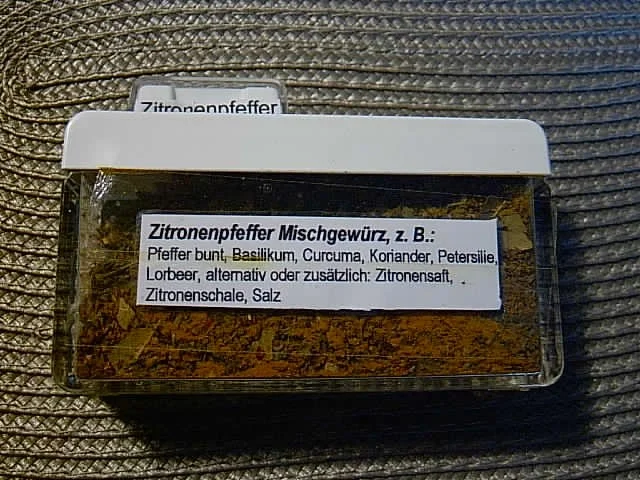 Zitronenpfeffer
Zitronenpfeffer Mischgewürz, z. B.:
Pfeffer bunt, Basilikum, Curcuma, Koriander, Petersilie,
Lorbeer, alternativ oder zusätzlich: Zitronensaft,
Zitronenschale, Salz